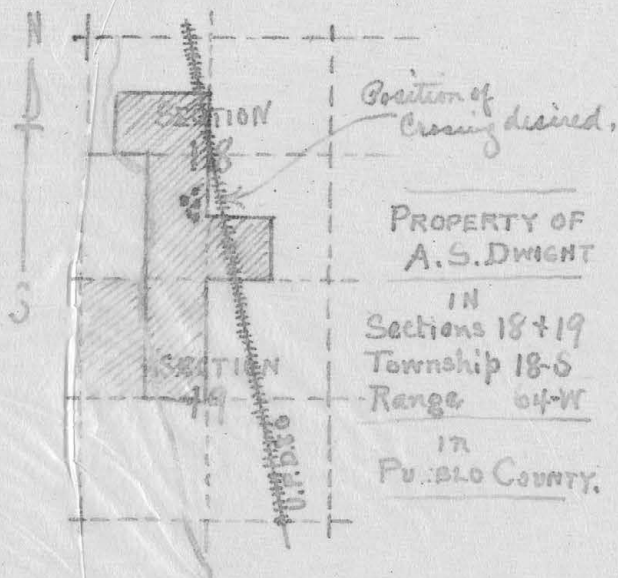 N
S
SECTION
18
Position of
Crossing desired.
PROPERTY OF
A.S. DWIGHT
IN
Sections 18 + 19
Township 18-S
Range 64-W
in
PUEBLO COUNTY.
SECTION
19